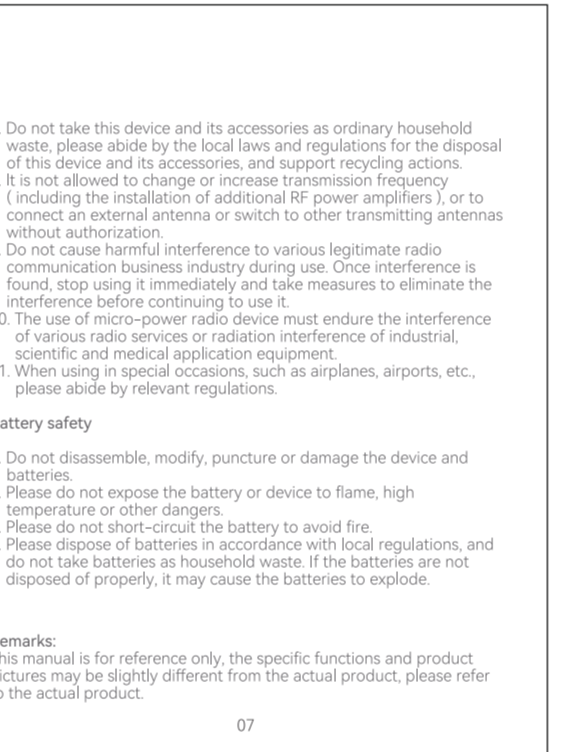 . Do not take this device and its accessories as ordinary household
waste, please abide by the local laws and regulations for the disposal
of this device and its accessories, and support recycling actions.
. It is not allowed to change or increase transmission frequency
( including the installation of additional RF power amplifiers ), or to
connect an external antenna or switch to other transmitting antennas
without authorization.
. Do not cause harmful interference to various legitimate radio
communication business industry during use. Once interference is
found, stop using it immediately and take measures to eliminate the
interference before continuing to use it.
0. The use of micro-power radio device must endure the interference
of various radio services or radiation interference of industrial,
scientific and medical application equipment.
1. When using in special occasions, such as airplanes, airports, etc.,
please abide by relevant regulations.
attery safety
. Do not disassemble, modify, puncture or damage the device and
batteries.
. Please do not expose the battery or device to flame, high
temperature or other dangers.
. Please do not short-circuit the battery to avoid fire.
. Please dispose of batteries in accordance with local regulations, and
do not take batteries as household waste. If the batteries are not
disposed of properly, it may cause the batteries to explode.
emarks:
his manual is for reference only, the specific functions and product
ictures may be slightly different from the actual product, please refer
o the actual product.
07